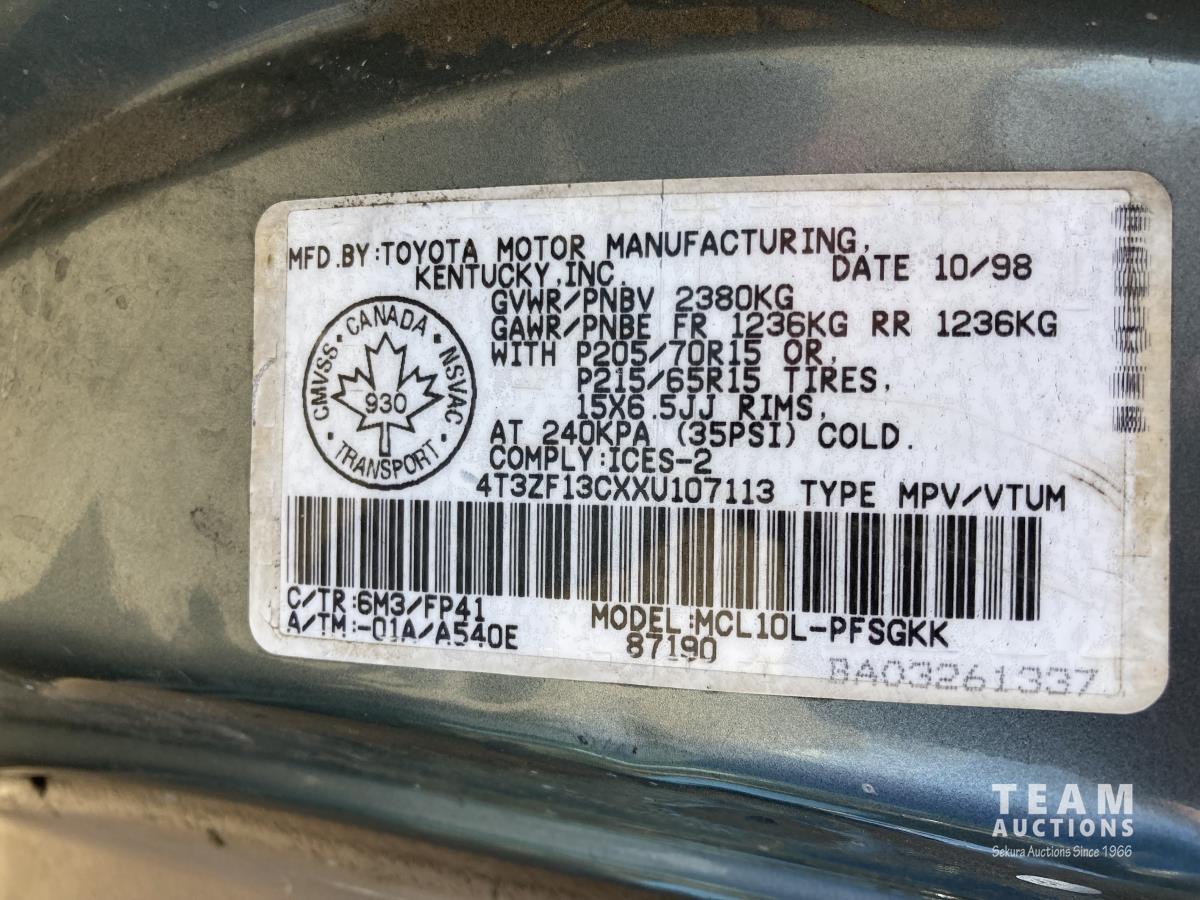 MFD.BY:TOYOTA MOTOR MANUFACTURING,
KENTUCKY,INC. DATE 10/98
GVWR/PNBV 2380KG
GAWR/PNBE FR 1236KG RR 1236KG
WITH P205/70R15 OR,
P215/65R15 TIRES,
15X6.5JJ RIMS,
AT 240KPA (35PSI) COLD.
COMPLY:ICES-2
CMVSS · CANADA · NSVAC · TRANSPORT ·
930
4T3ZF13CXXU107113 TYPE MPV/VTUM
C/TR:6M3/FP41 MODEL:MCL10L-PFSGKK
A/TM:-01A/A540E 87190
BA03261337
TEAM
AUCTIONS
Sekura Auctions Since 1966